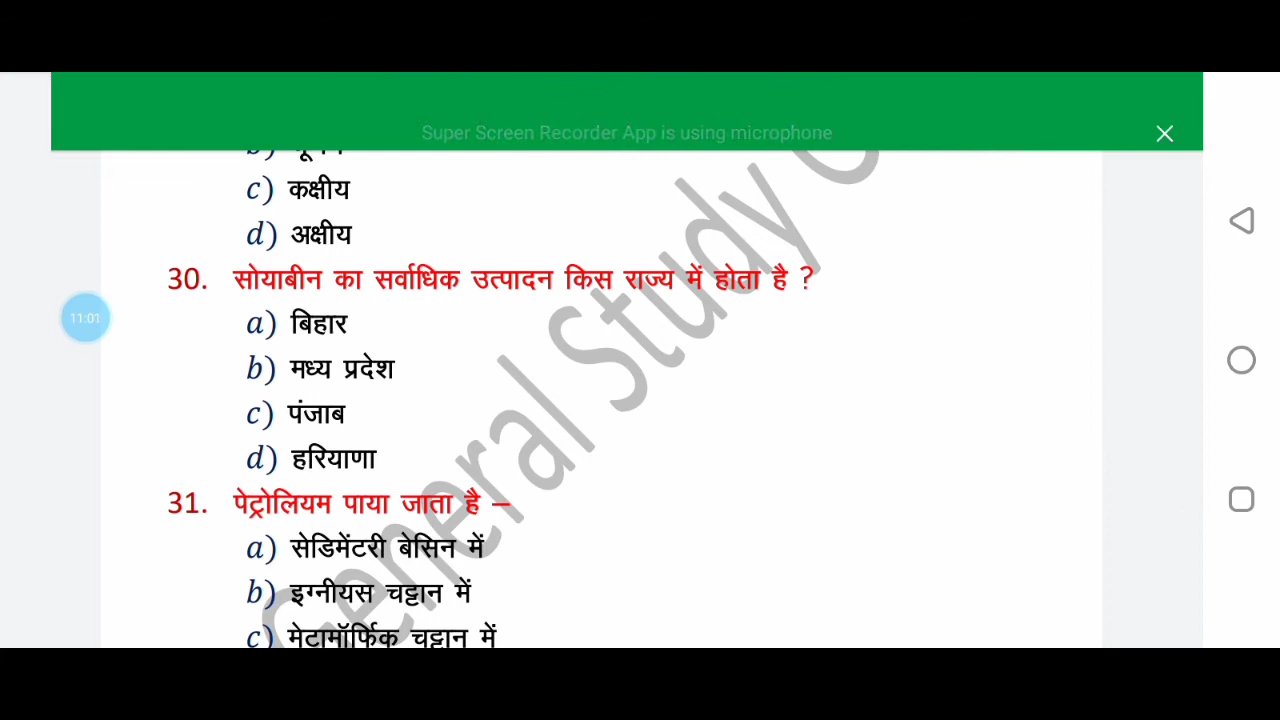 Super Screen Recorder App is using microphone
c) कक्षीय
d) अक्षीय
30. सोयाबीन का सर्वाधिक उत्पादन किस राज्य में होता है ?
11:01
a) बिहार
b) मध्य प्रदेश
c) पंजाब
d) हरियाणा
31. पेट्रोलियम पाया जाता है –
a) सेडिमेंटरी बेसिन में
b) इग्नीयस चट्टान में
c) मेटामॉर्फिक चट्टान में
General Study